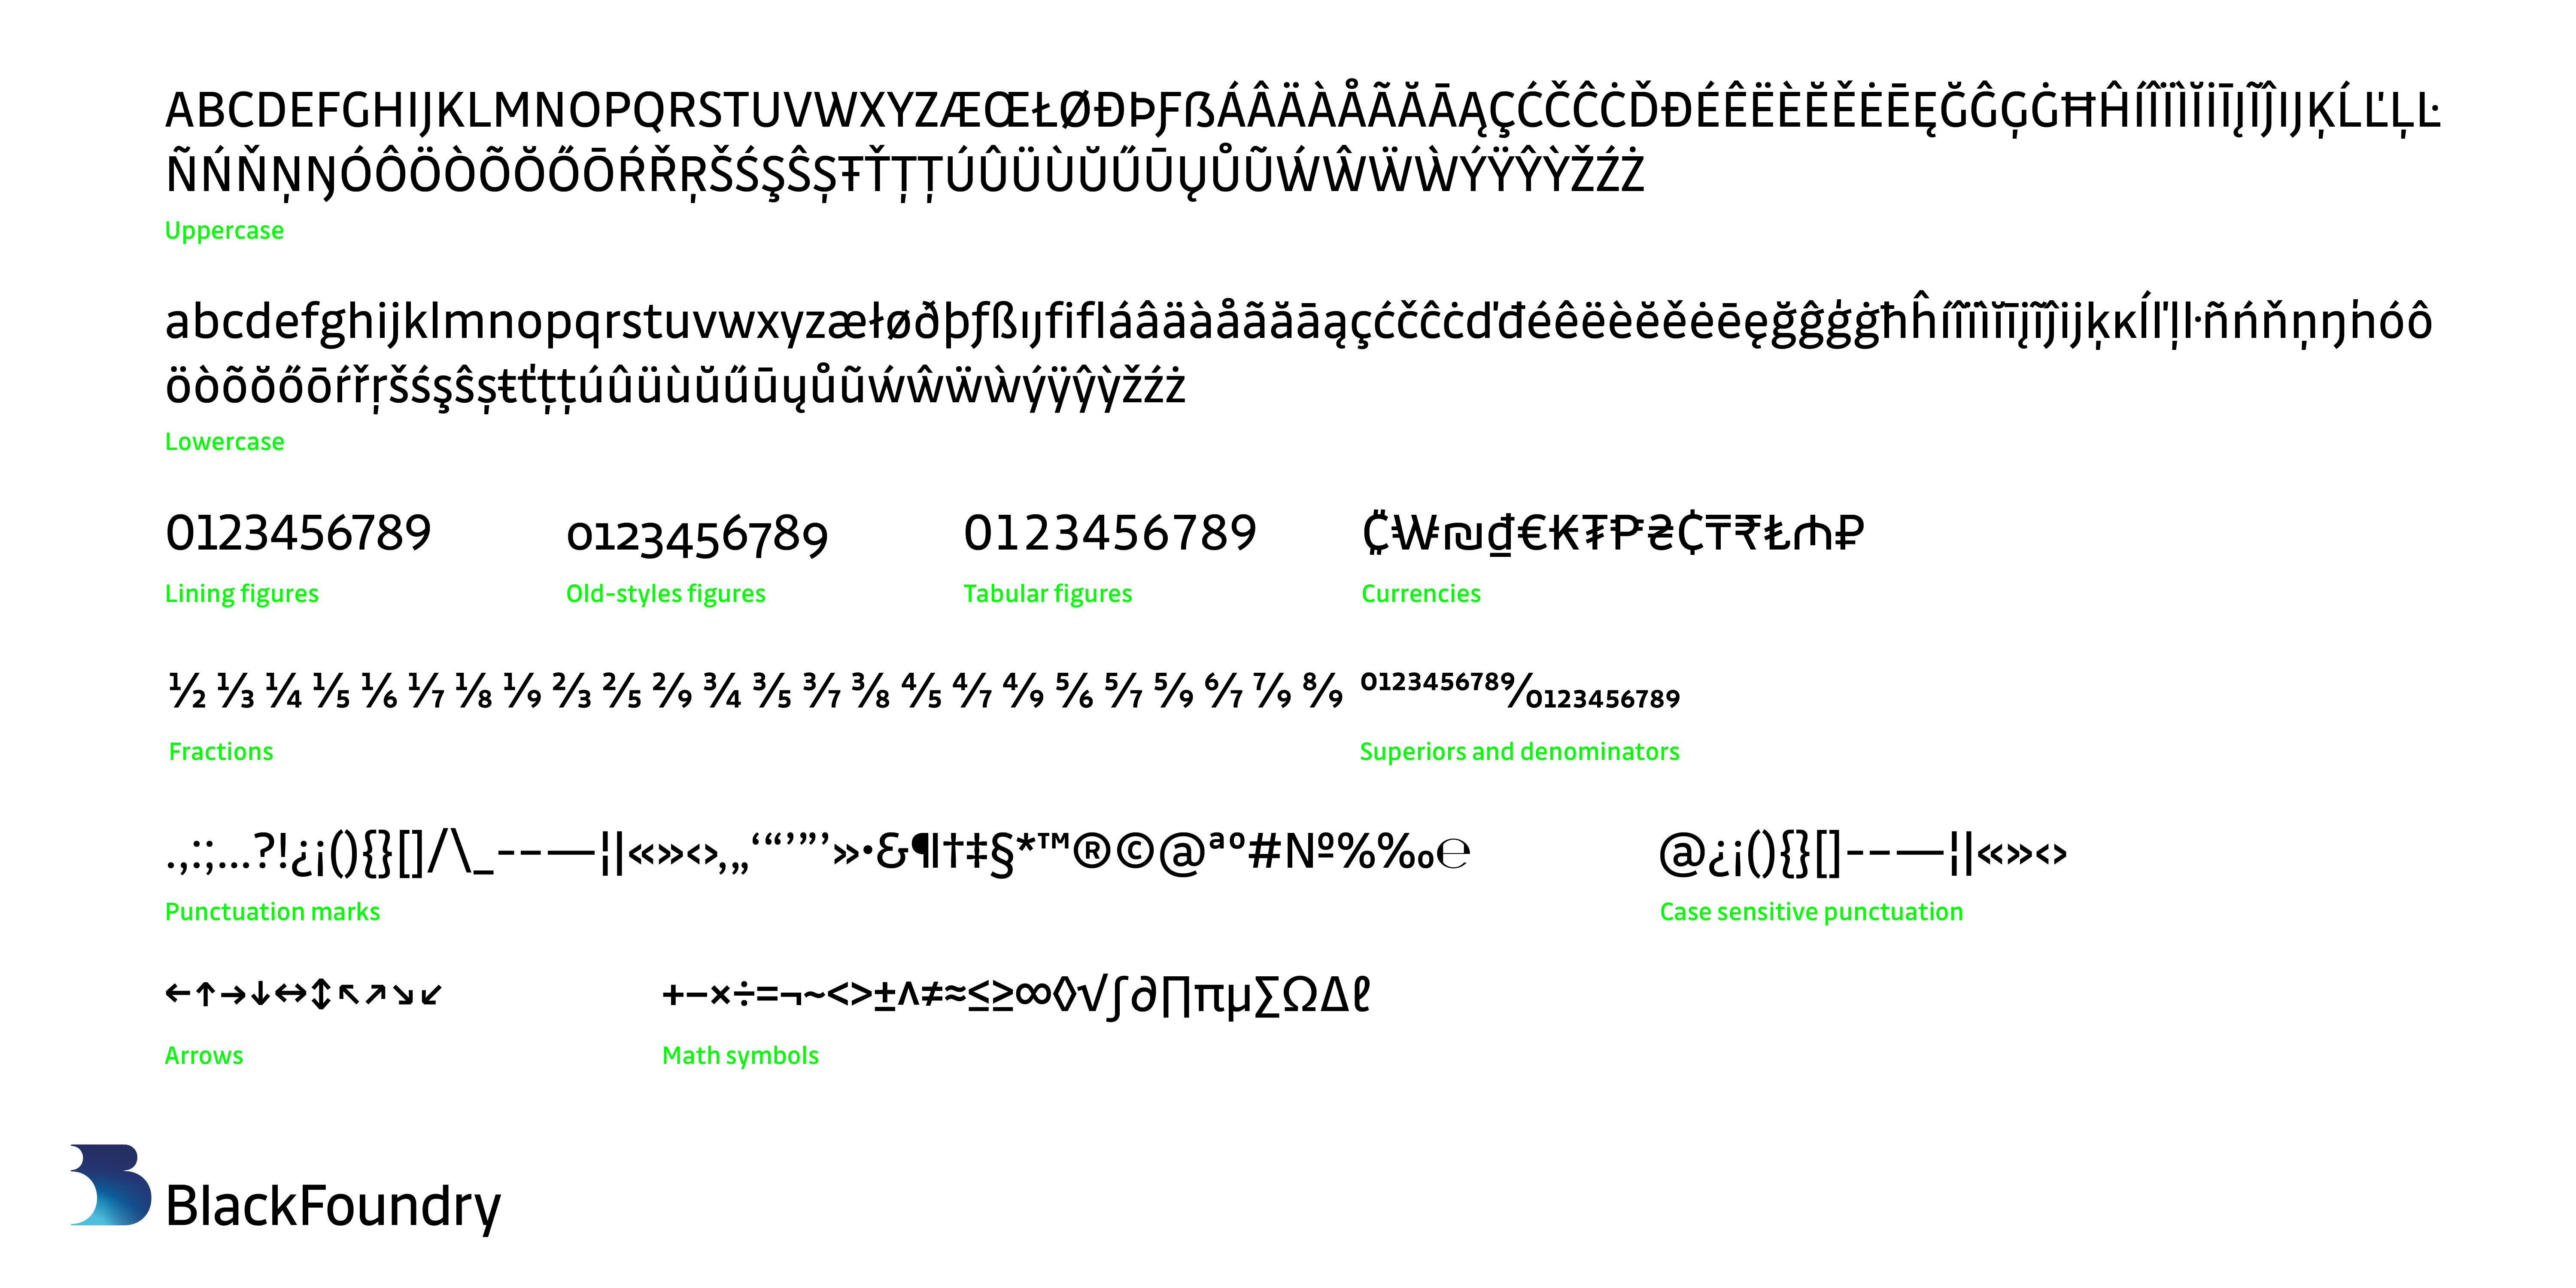 ABCDEFGHIJKLMNOPQRSTUVWXYZÆŒŁØÐÞƑẞÁÂÄÀÅÃĂĀĄÇĆČĈĊĎĐÉÊËÈĔĚĖĒĘĞĜĢĠĦĤÍÎÏÌĬİĪĮĨĴIJĶĹĽĻĿ
ÑŃŇŅŊÓÔÖÒÕŎŐŌŔŘŖŠŚŞŜȘŦŤŢȚÚÛÜÙŬŰŪŲŮŨẂŴẄẀÝŸŶỲŽŹŻ
Uppercase
abcdefghijklmnopqrstuvwxyzæłøðþƒßıȷfifláâäàåãăāąçćčĉċďđéêëèĕěėēęğĝģġħĥíîïìĭīįĩĵijķĸĺľļŀñńňņŋŉóô
öòõŏőōŕřŗšśşŝșŧťţțúûüùŭűūųůũẃŵẅẁýÿŷỳžźż
Lowercase
0123456789 0123456789 0123456789 ₡₩₪₫€₭₮₱₴₵₸₹Ł₼₽
Lining figures Old-styles figures Tabular figures Currencies
½ ⅓ ¼ ⅕ ⅙ ⅐ ⅛ ⅑ ⅔ ⅖ 2⁄9 ¾ ⅗ 3⁄7 ⅜ ⅘ 4⁄7 4⁄9 ⅚ 5⁄7 5⁄9 6⁄7 7⁄9 8⁄9 ⁰¹²³⁴⁵⁶⁷⁸⁹⁄₀₁₂₃₄₅₆₇₈₉
Fractions Superiors and denominators
.,:;…?!¿¡(){}[]/\_-–—¦|«»‹›‚„‘“’”’»·&¶†‡§*™®©@ªº#№%‰℮ @¿¡(){}[]-–—¦|«»‹›
Punctuation marks Case sensitive punctuation
←↑→↓↔↕↖↗↘↙ +−×÷=¬~<>±∧≠≈≤≥∞◊√∫∂∏πµ∑ΩΔℓ
Arrows Math symbols
BlackFoundry